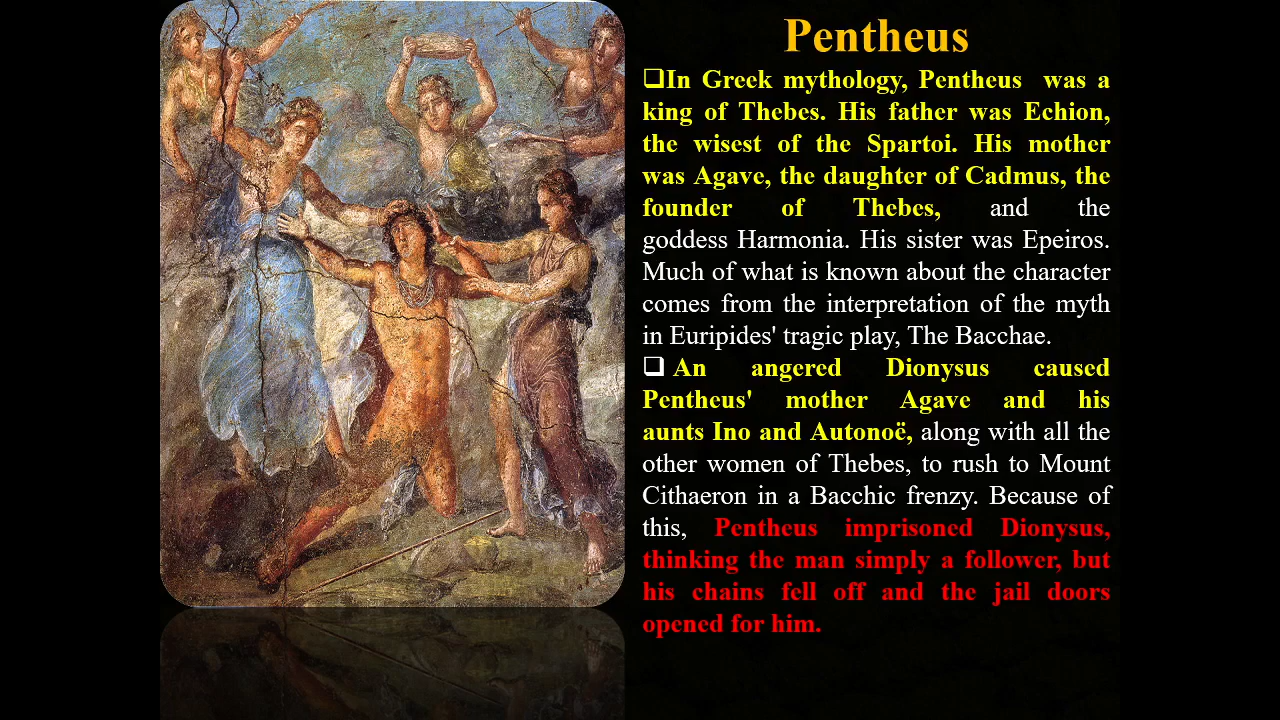 Pentheus
❑In Greek mythology, Pentheus was a
king of Thebes. His father was Echion,
the wisest of the Spartoi. His mother
was Agave, the daughter of Cadmus, the
founder of Thebes, and the
goddess Harmonia. His sister was Epeiros.
Much of what is known about the character
comes from the interpretation of the myth
in Euripides' tragic play, The Bacchae.
❑ An angered Dionysus caused
Pentheus' mother Agave and his
aunts Ino and Autonoë, along with all the
other women of Thebes, to rush to Mount
Cithaeron in a Bacchic frenzy. Because of
this, Pentheus imprisoned Dionysus,
thinking the man simply a follower, but
his chains fell off and the jail doors
opened for him.